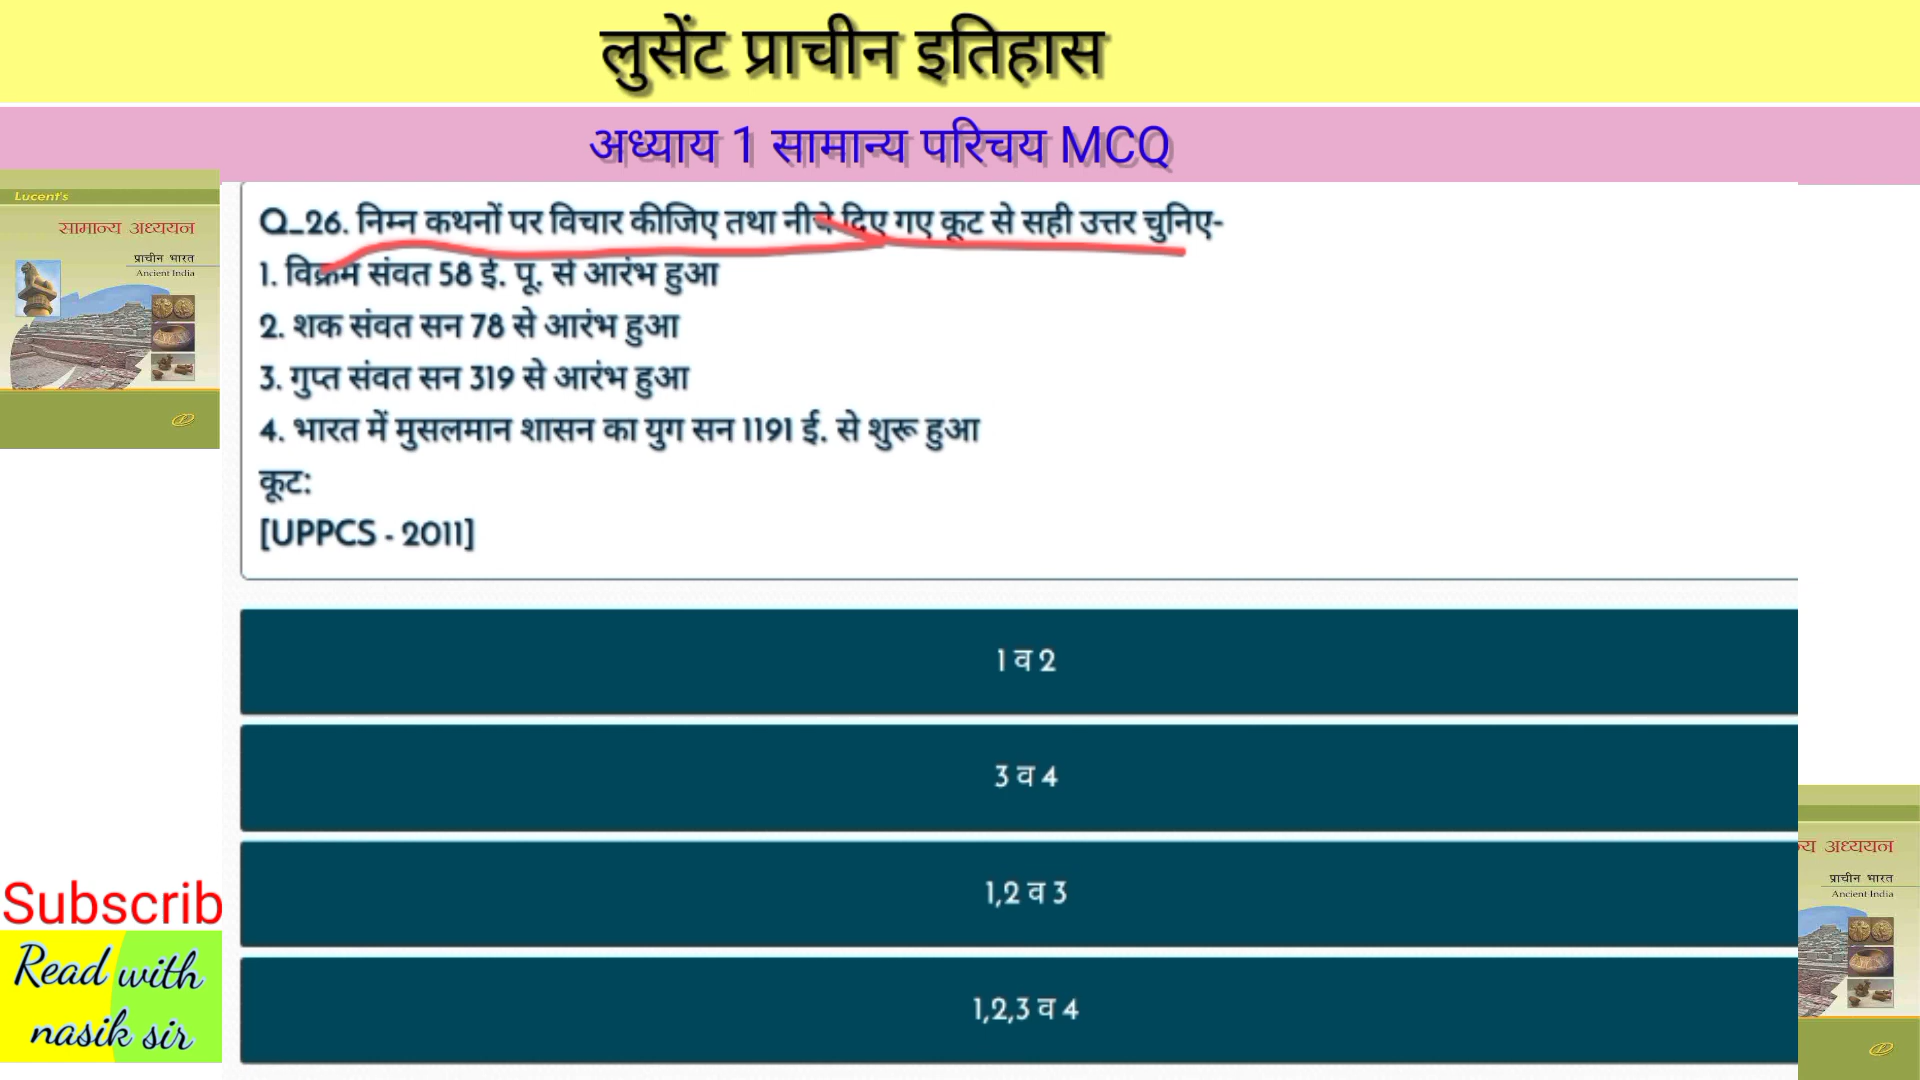 लुसेंट प्राचीन इतिहास
अध्याय 1 सामान्य परिचय MCQ
Lucent's
सामान्य अध्ययन
प्राचीन भारत
Ancient India
Q_26. निम्न कथनों पर विचार कीजिए तथा नीचे दिए गए कूट से सही उत्तर चुनिए-
1. विक्रम संवत 58 ई. पू. से आरंभ हुआ
2. शक संवत सन 78 से आरंभ हुआ
3. गुप्त संवत सन 319 से आरंभ हुआ
4. भारत में मुसलमान शासन का युग सन 1191 ई. से शुरू हुआ
कूट:
[UPPCS - 2011]
1 व 2
3 व 4
1,2 व 3
1,2,3 व 4
Subscrib
Read with
nasik sir
न्य अध्ययन
प्राचीन भारत
Ancient India